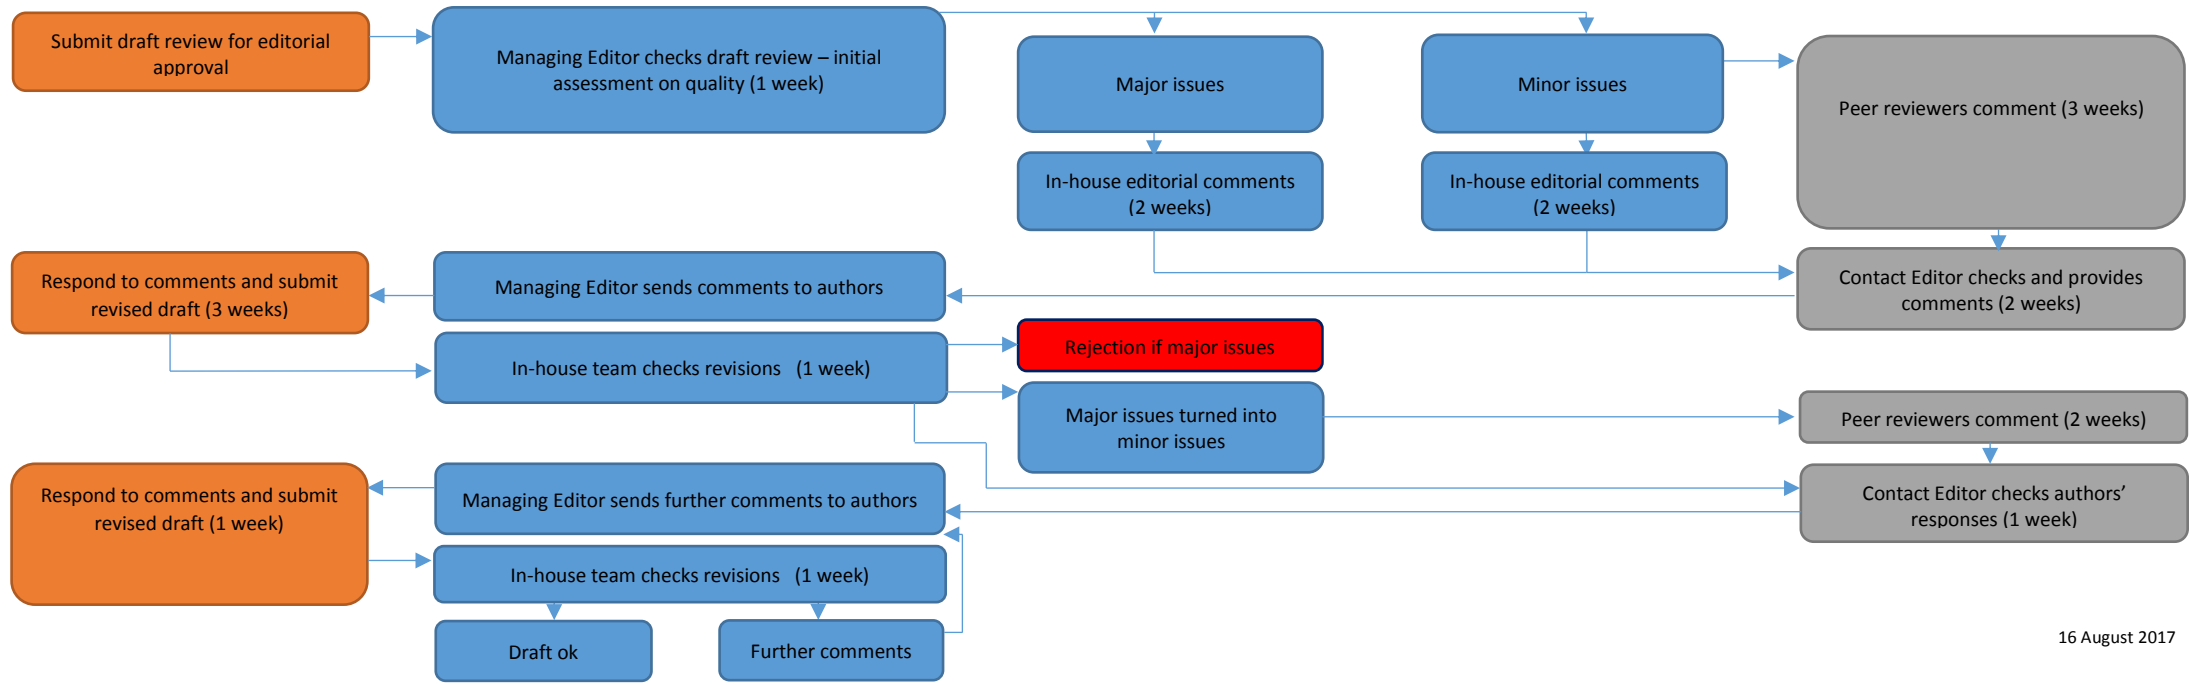 Submit draft review for editorial
approval
Managing Editor checks draft review – initial
assessment on quality (1 week)
Major issues
Minor issues
Peer reviewers comment (3 weeks)
In-house editorial comments
(2 weeks)
In-house editorial comments
(2 weeks)
Respond to comments and submit
revised draft (3 weeks)
Managing Editor sends comments to authors
Contact Editor checks and provides
comments (2 weeks)
In-house team checks revisions (1 week)
Rejection if major issues
Major issues turned into
minor issues
Peer reviewers comment (2 weeks)
Respond to comments and submit
revised draft (1 week)
Managing Editor sends further comments to authors
Contact Editor checks authors’
responses (1 week)
In-house team checks revisions (1 week)
Draft ok
Further comments
16 August 2017